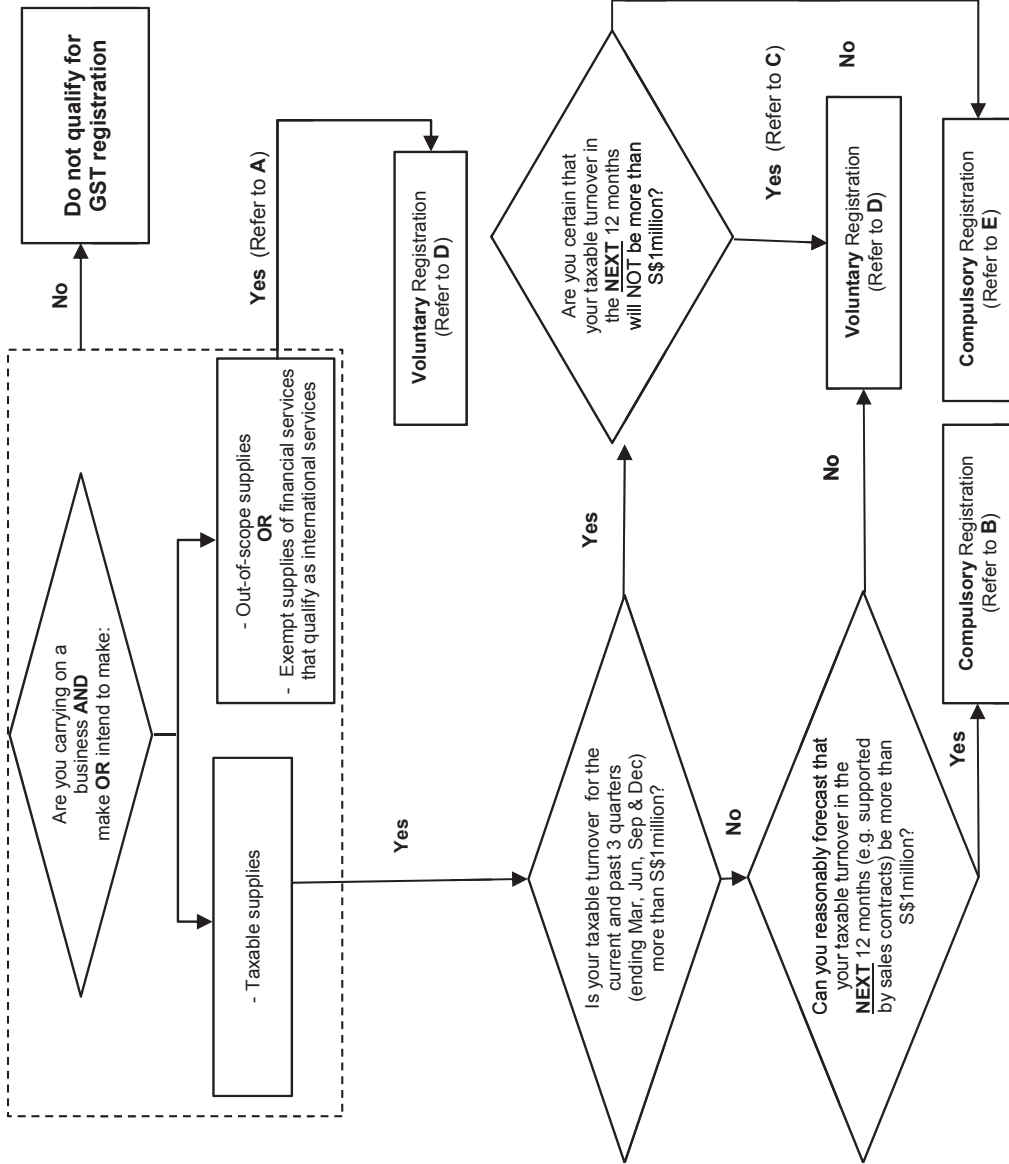 Are you carrying on a
business AND
make OR intend to make:
No
Do not qualify for
GST registration
- Taxable supplies
- Out-of-scope supplies
OR
- Exempt supplies of financial services
that qualify as international services
Yes (Refer to A)
Voluntary Registration
(Refer to D)
Yes
Is your taxable turnover for the
current and past 3 quarters
(ending Mar, Jun, Sep & Dec)
more than S$1million?
Yes
Are you certain that
your taxable turnover in
the NEXT 12 months
will NOT be more than
S$1million?
Yes (Refer to C)
No
No
Can you reasonably forecast that
your taxable turnover in the
NEXT 12 months (e.g. supported
by sales contracts) be more than
S$1million?
No
Voluntary Registration
(Refer to D)
Yes
Compulsory Registration
(Refer to B)
Compulsory Registration
(Refer to E)